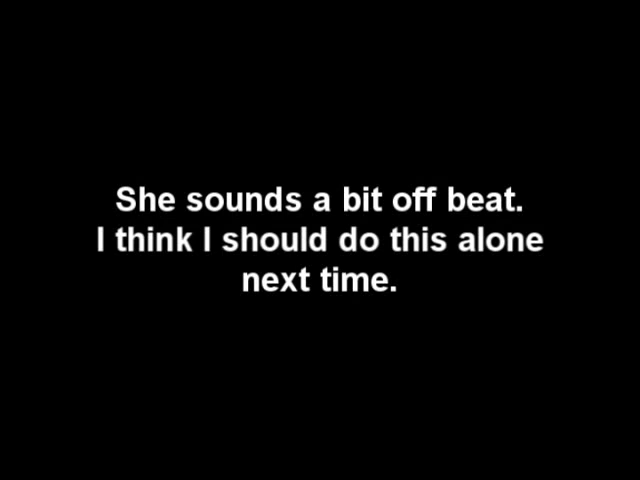 She sounds a bit off beat.
I think I should do this alone
next time.